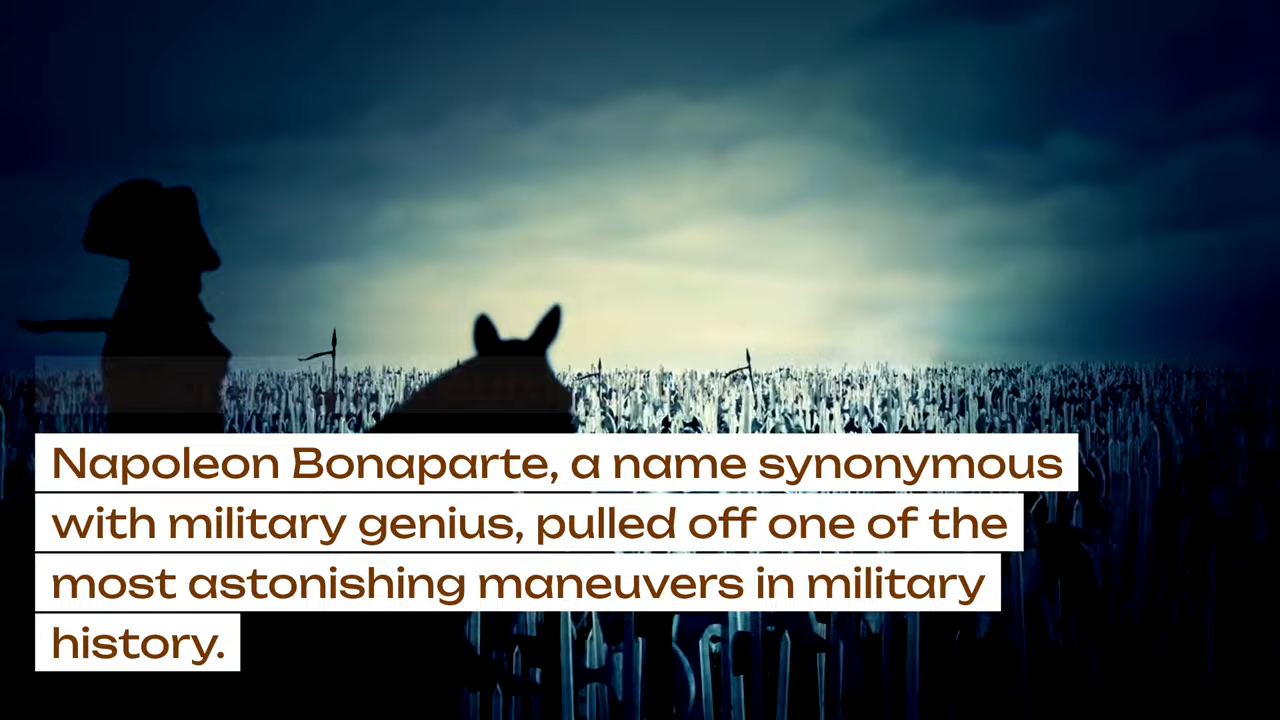 Napoleon Bonaparte, a name synonymous
with military genius, pulled off one of the
most astonishing maneuvers in military
history.